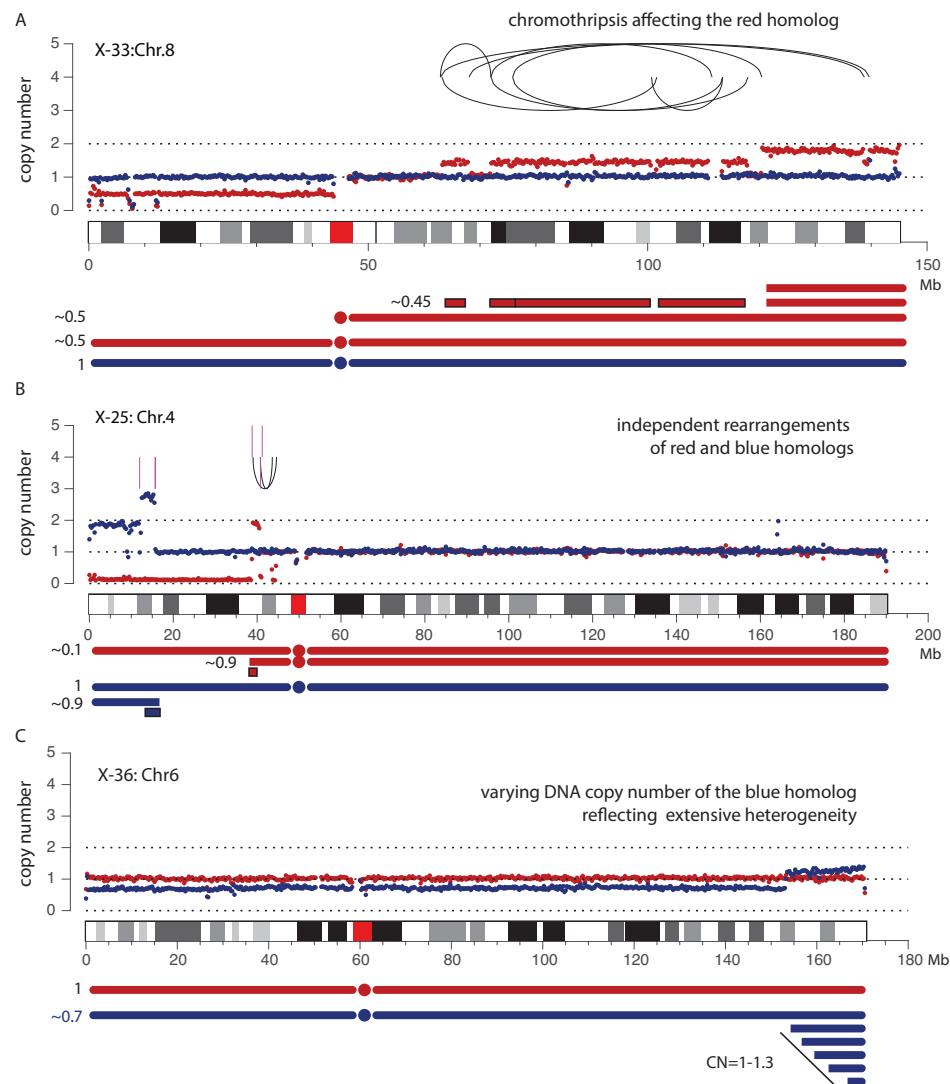 A
chromothripsis affecting the red homolog
X-33:Chr.8
copy number
5
4
3
2
1
0
0 50 100 150
Mb
~0.45
~0.5
~0.5
1
B
X-25: Chr.4
independent rearrangements
of red and blue homologs
copy number
5
4
3
2
1
0
0 20 40 60 80 100 120 140 160 180 200
Mb
~0.1
~0.9
1
~0.9
C
X-36: Chr6
varying DNA copy number of the blue homolog
reflecting extensive heterogeneity
copy number
5
4
3
2
1
0
0 20 40 60 80 100 120 140 160 180 Mb
1
~0.7
CN=1-1.3